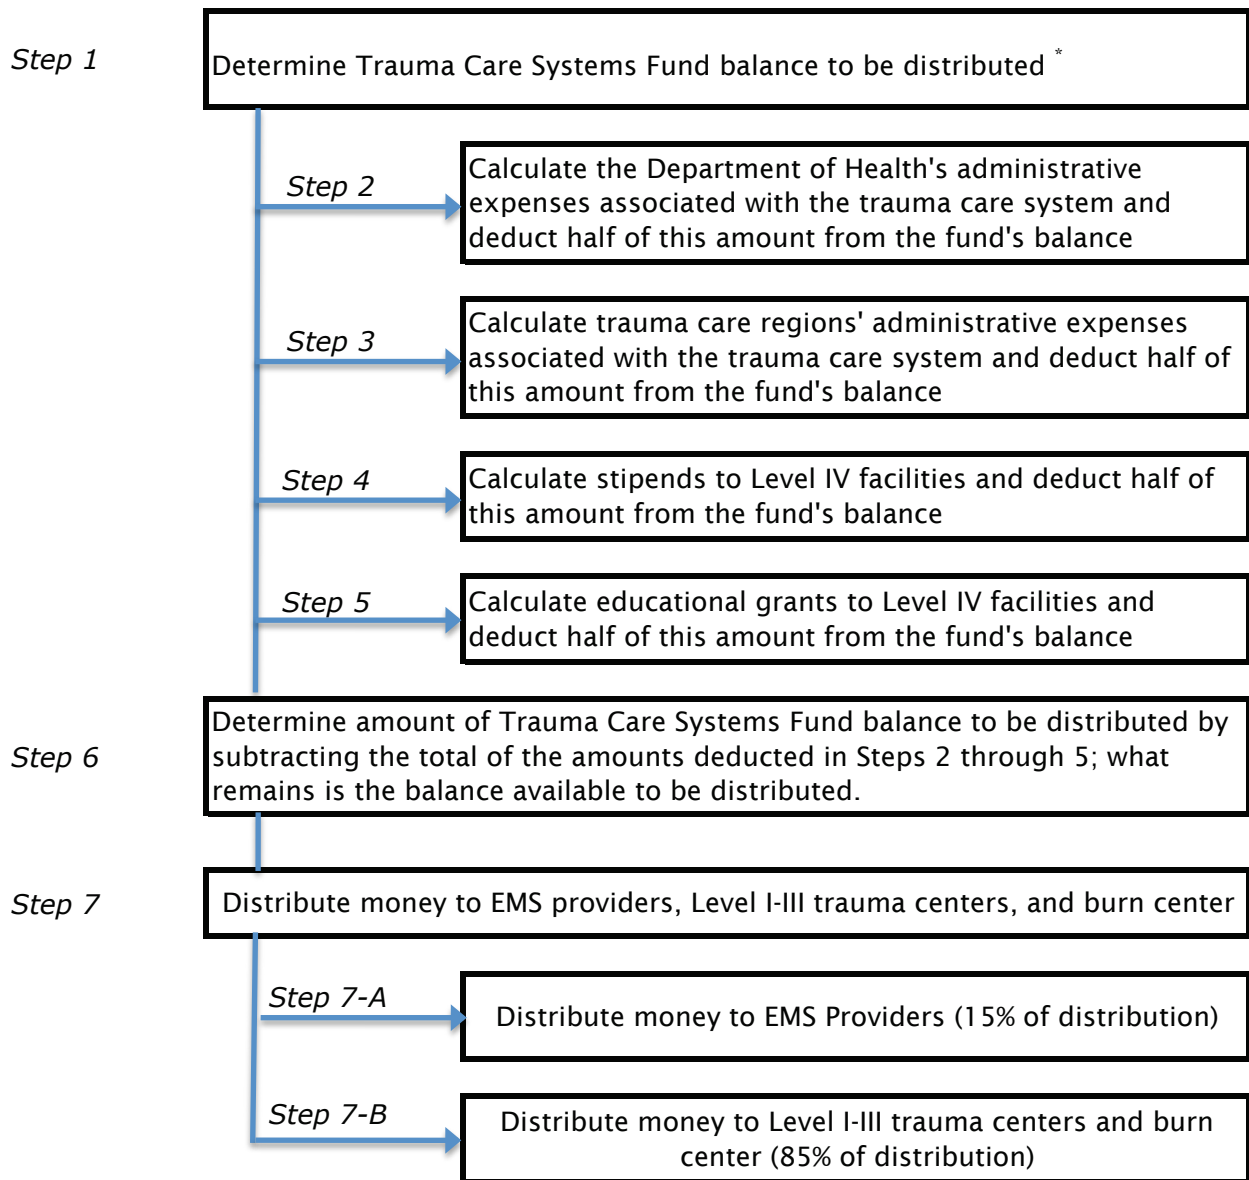 Step 1
Determine Trauma Care Systems Fund balance to be distributed *
Step 2
Calculate the Department of Health's administrative
expenses associated with the trauma care system and
deduct half of this amount from the fund's balance
Step 3
Calculate trauma care regions' administrative expenses
associated with the trauma care system and deduct half of
this amount from the fund's balance
Step 4
Calculate stipends to Level IV facilities and deduct half of
this amount from the fund's balance
Step 5
Calculate educational grants to Level IV facilities and
deduct half of this amount from the fund's balance
Step 6
Determine amount of Trauma Care Systems Fund balance to be distributed by
subtracting the total of the amounts deducted in Steps 2 through 5; what
remains is the balance available to be distributed.
Step 7
Distribute money to EMS providers, Level I-III trauma centers, and burn center
Step 7-A
Distribute money to EMS Providers (15% of distribution)
Step 7-B
Distribute money to Level I-III trauma centers and burn
center (85% of distribution)